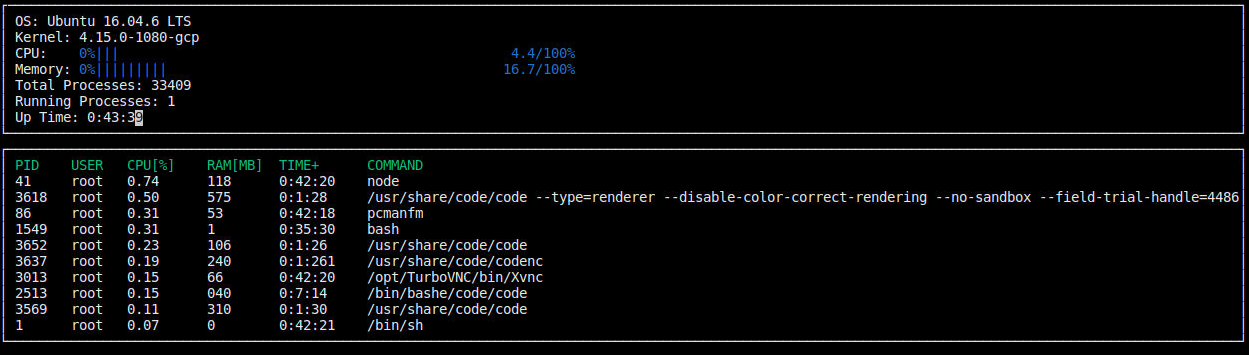 OS: Ubuntu 16.04.6 LTS
Kernel: 4.15.0-1080-gcp
CPU: 0%||| 4.4/100%
Memory: 0%||||||||| 16.7/100%
Total Processes: 33409
Running Processes: 1
Up Time: 0:43:39
PID USER CPU[%] RAM[MB] TIME+ COMMAND
41 root 0.74 118 0:42:20 node
3618 root 0.50 575 0:1:28 /usr/share/code/code --type=renderer --disable-color-correct-rendering --no-sandbox --field-trial-handle=4486
86 root 0.31 53 0:42:18 pcmanfm
1549 root 0.31 1 0:35:30 bash
3652 root 0.23 106 0:1:26 /usr/share/code/code
3637 root 0.19 240 0:1:261 /usr/share/code/codenc
3013 root 0.15 66 0:42:20 /opt/TurboVNC/bin/Xvnc
2513 root 0.15 040 0:7:14 /bin/bashe/code/code
3569 root 0.11 310 0:1:30 /usr/share/code/code
1 root 0.07 0 0:42:21 /bin/sh